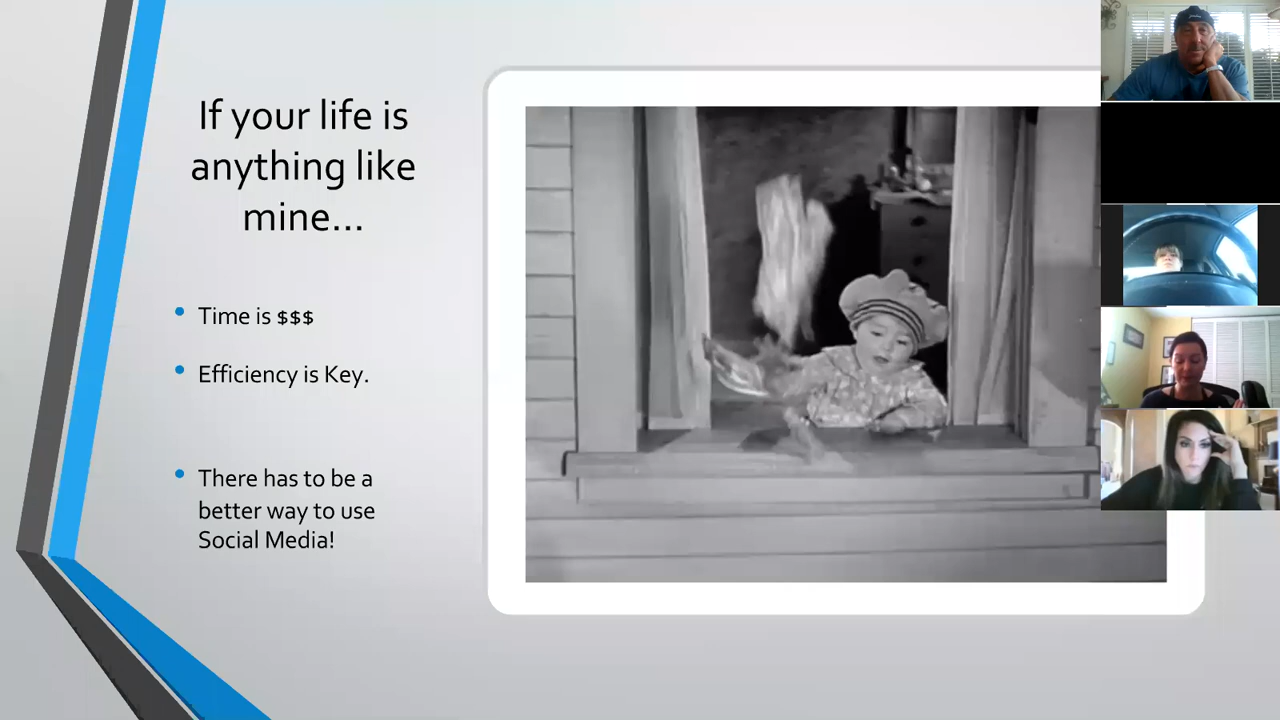 If your life is
anything like
mine...
Time is $$$
Efficiency is Key.
There has to be a
better way to use
Social Media!